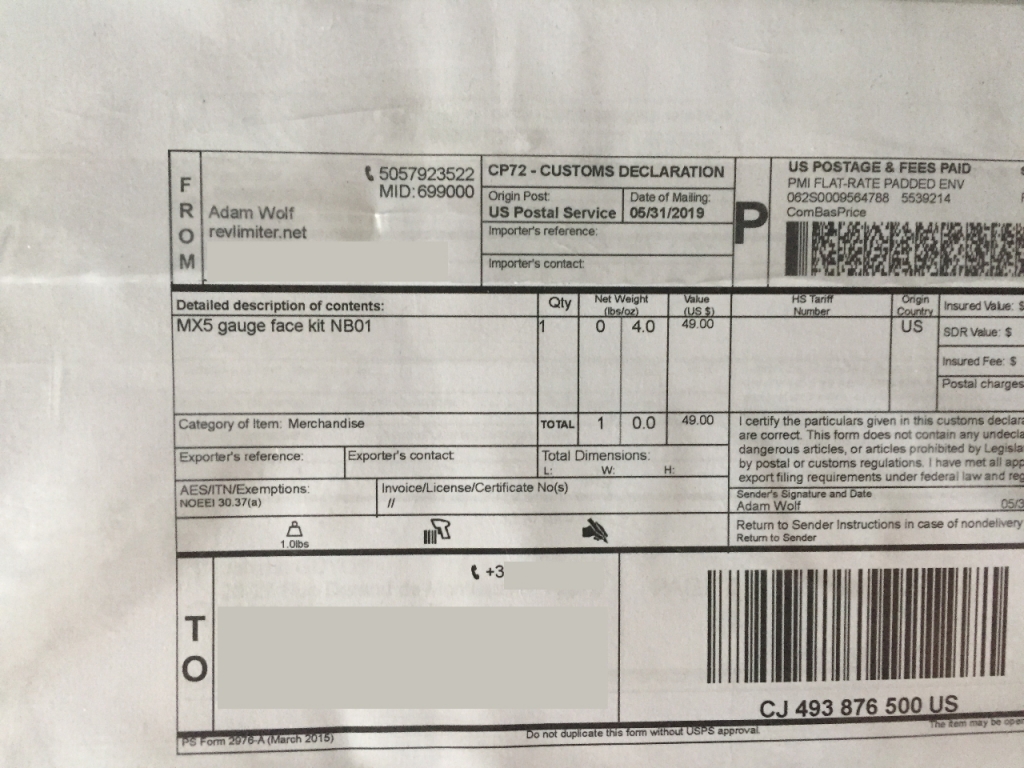 FROM
5057923522
MID:699000
Adam Wolf
revlimiter.net
CP72 - CUSTOMS DECLARATION
Origin Post:
US Postal Service
Date of Mailing:
05/31/2019
Importer's reference:
Importer's contact:
P
US POSTAGE & FEES PAID
PMI FLAT-RATE PADDED ENV
062S0009564788 5539214
ComBasPrice
Detailed description of contents:
Qty
Net Weight
(lbs/oz)
Value
(US $)
HS Tariff
Number
Origin
Country
Insured Value: $
MX5 gauge face kit NB01
1
0
4.0
49.00
US
SDR Value: $
Insured Fee: $
Postal charges
Category of Item: Merchandise
TOTAL
1
0.0
49.00
I certify the particulars given in this customs declara
are correct. This form does not contain any undecla
dangerous articles, or articles prohibited by Legisla
by postal or customs regulations. I have met all app
export filing requirements under federal law and reg
Exporter's reference:
Exporter's contact:
Total Dimensions:
L: W: H:
AES/ITN/Exemptions:
NOEEI 30.37(a)
Invoice/License/Certificate No(s)
//
Sender's Signature and Date
Adam Wolf 05/3
1.0lbs
Return to Sender Instructions in case of nondelivery
Return to Sender
TO
+3
CJ 493 876 500 US
PS Form 2976-A (March 2015)
Do not duplicate this form without USPS approval
The item may be ope